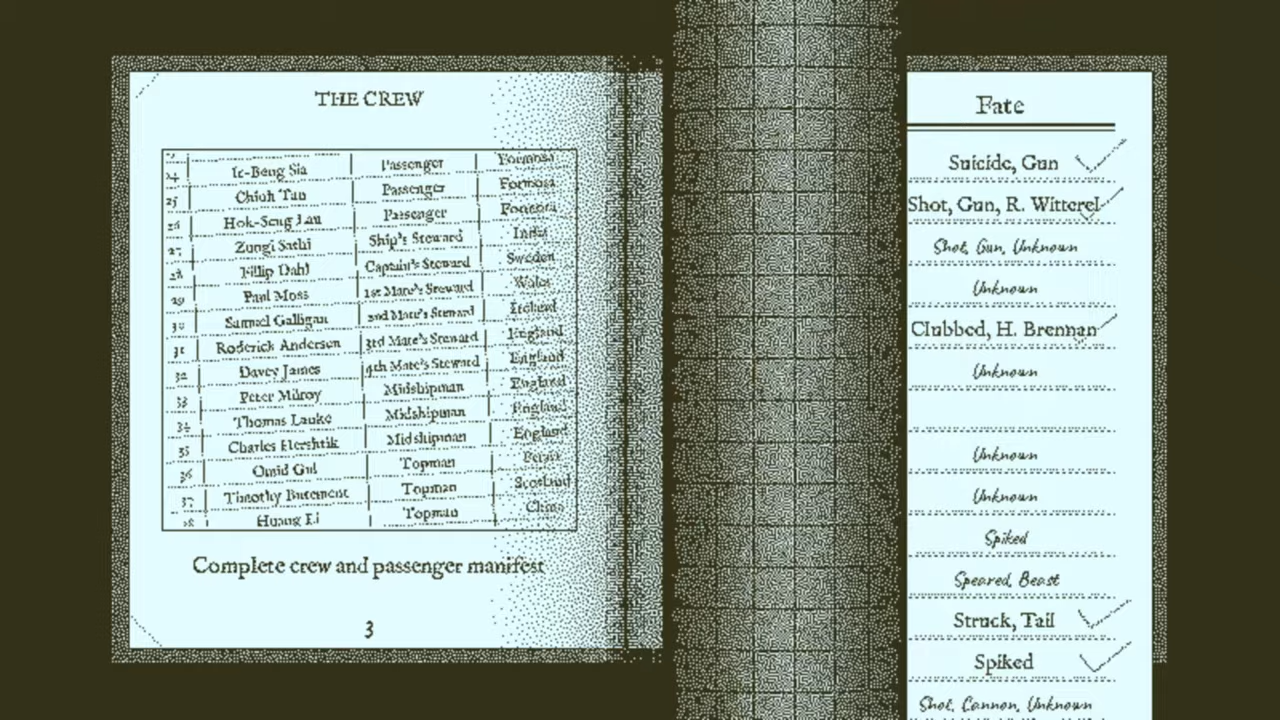 THE CREW
24 It-Beng Sia Passenger Formosa
25 Chioh Tan Passenger Formosa
26 Hok-Seng Lau Passenger Formosa
27 Zungi Sathi Ship's Steward India
28 Filip Dahl Captain's Steward Sweden
29 Paul Moss 1st Mate's Steward Wales
30 Samuel Galligan 2nd Mate's Steward Ireland
31 Roderick Andersen 3rd Mate's Steward England
32 Davey James 4th Mate's Steward England
33 Peter Milroy Midshipman England
34 Thomas Lanke Midshipman England
35 Charles Hershtik Midshipman England
36 Omid Gul Topman Persia
37 Timothy Butement Topman Scotland
38 Huang Li Topman China
Complete crew and passenger manifest
3
Fate
Suicide, Gun
Shot, Gun, R. Witterel
Shot, Gun, Unknown
Unknown
Clubbed, H. Brennan
Unknown
Unknown
Unknown
Spiked
Speared, Beast
Struck, Tail
Spiked
Shot, Cannon, Unknown